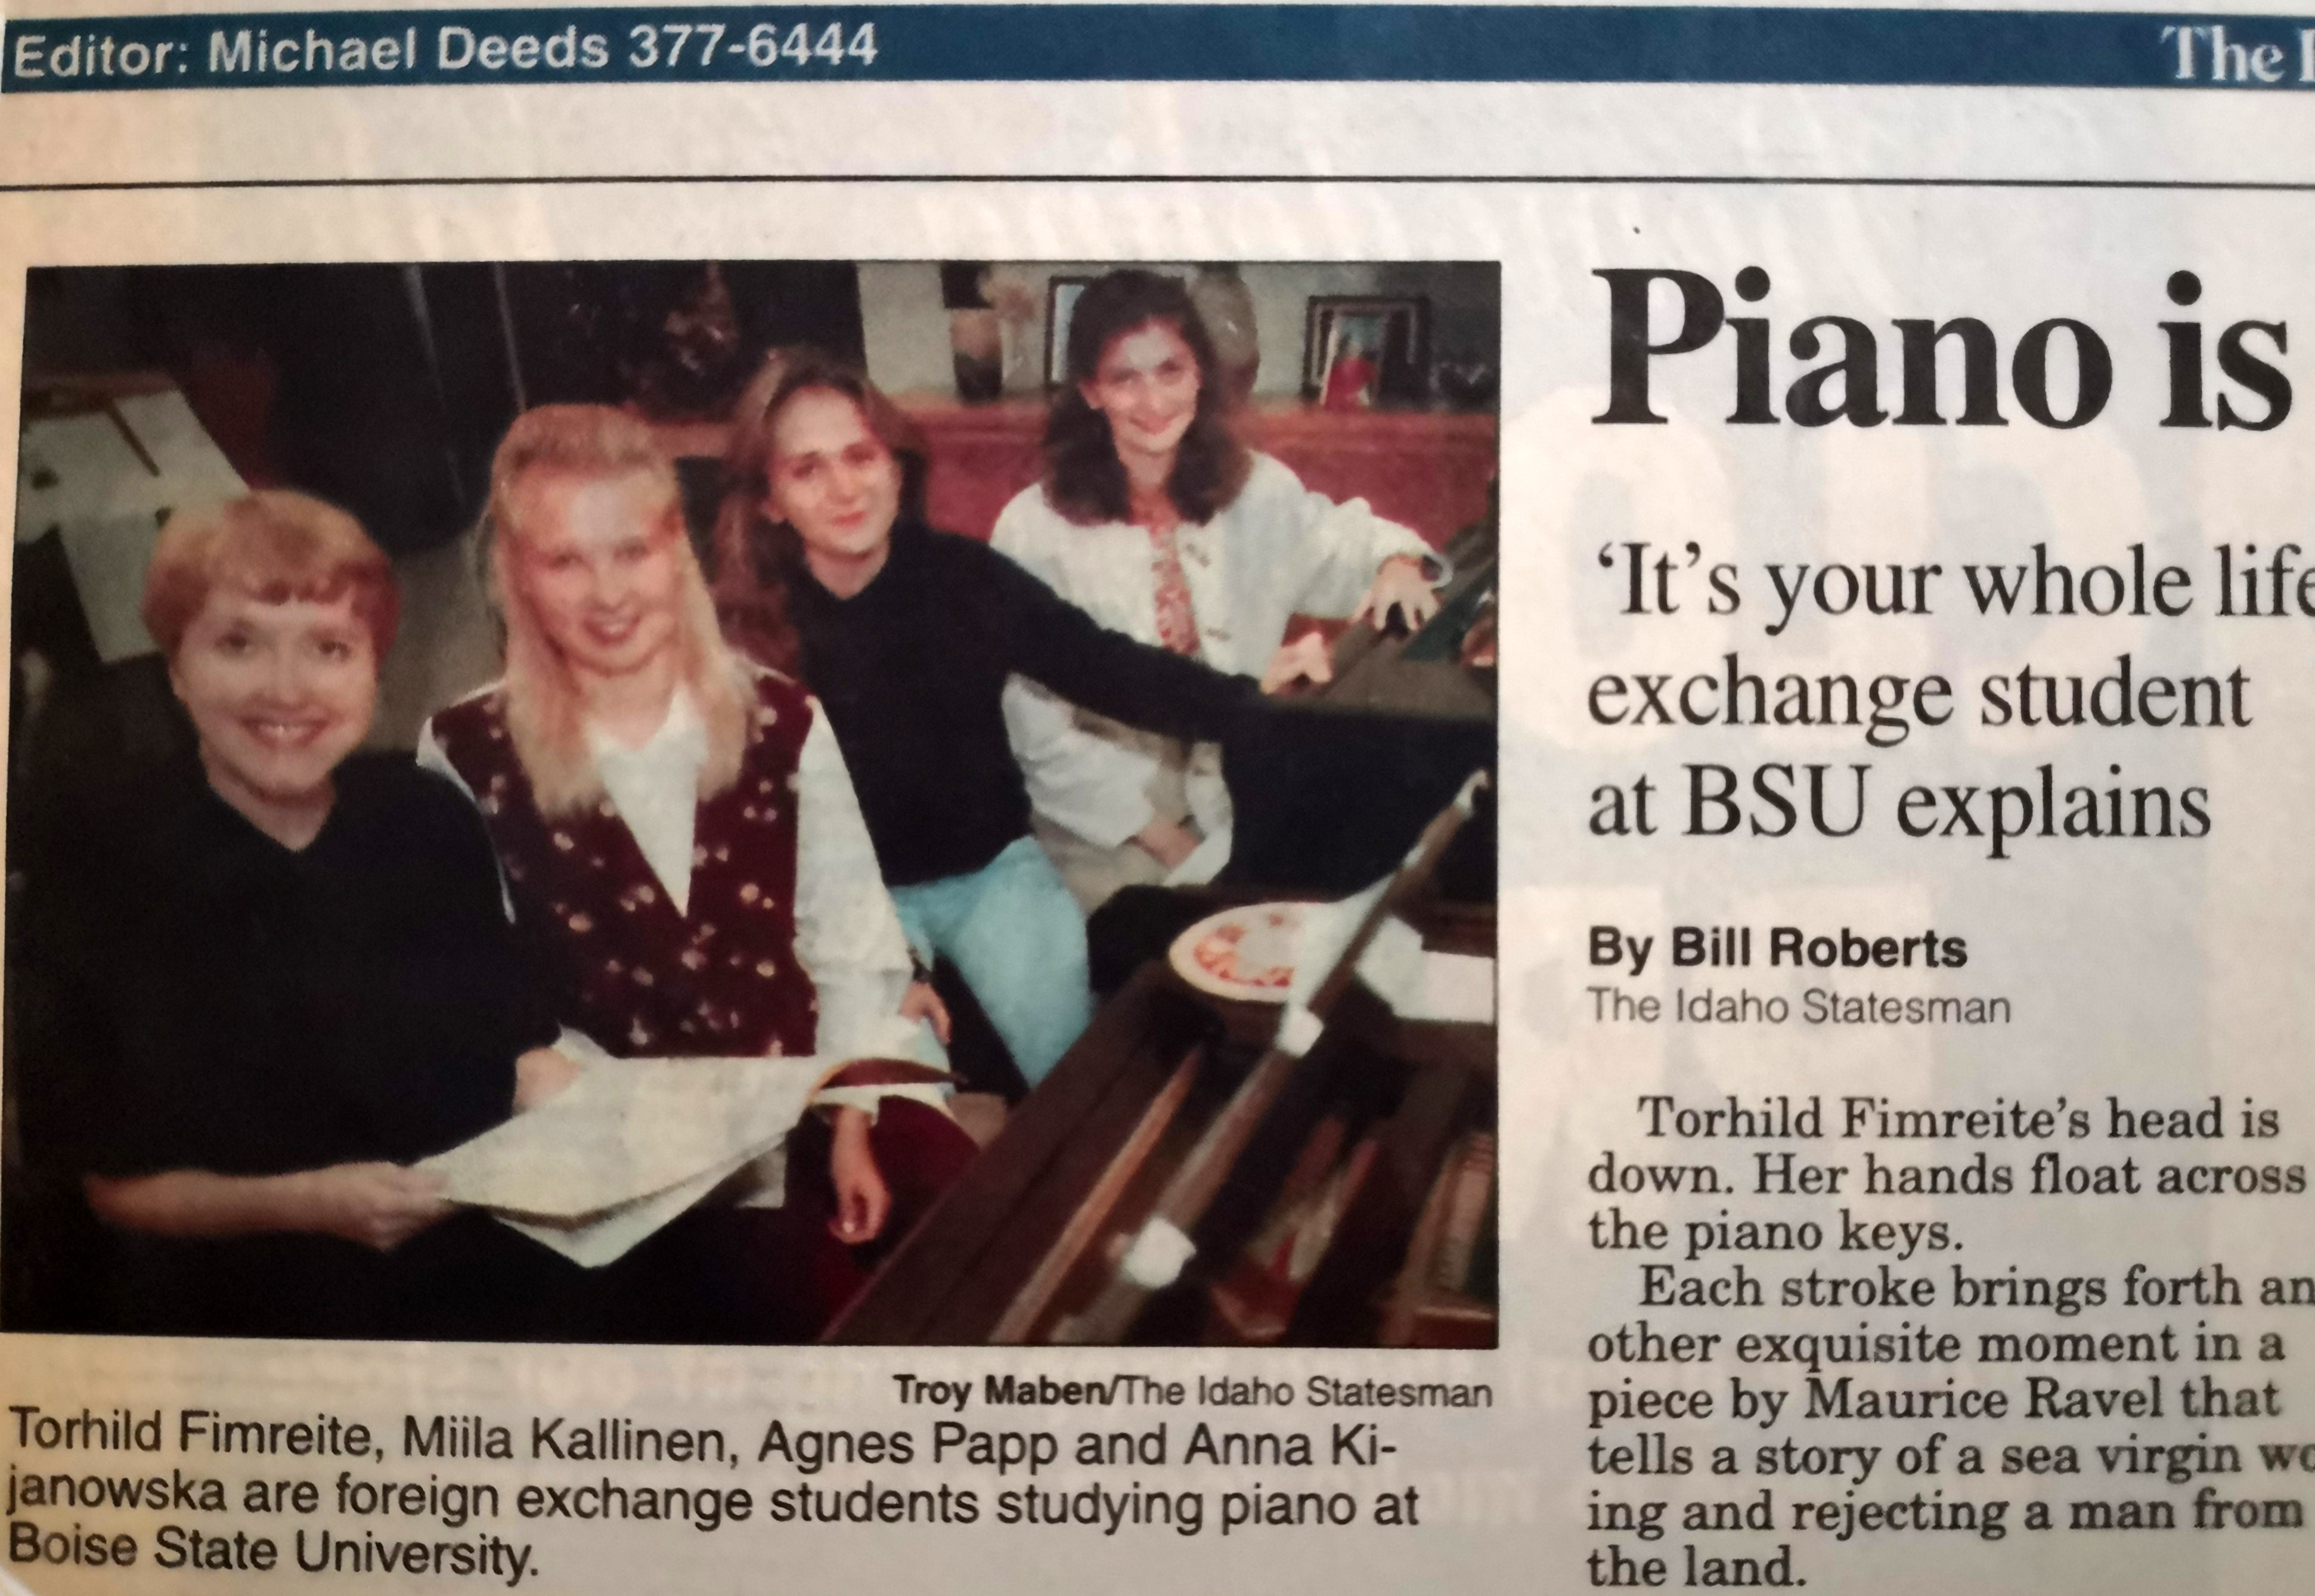 Editor: Michael Deeds 377-6444
The
Piano is
‘It’s your whole life
exchange student
at BSU explains
By Bill Roberts
The Idaho Statesman
Torhild Fimreite’s head is
down. Her hands float across
the piano keys.
Each stroke brings forth an
other exquisite moment in a
piece by Maurice Ravel that
tells a story of a sea virgin wo
ing and rejecting a man from
the land.
Troy Maben/The Idaho Statesman
Torhild Fimreite, Miila Kallinen, Agnes Papp and Anna Ki-
janowska are foreign exchange students studying piano at
Boise State University.